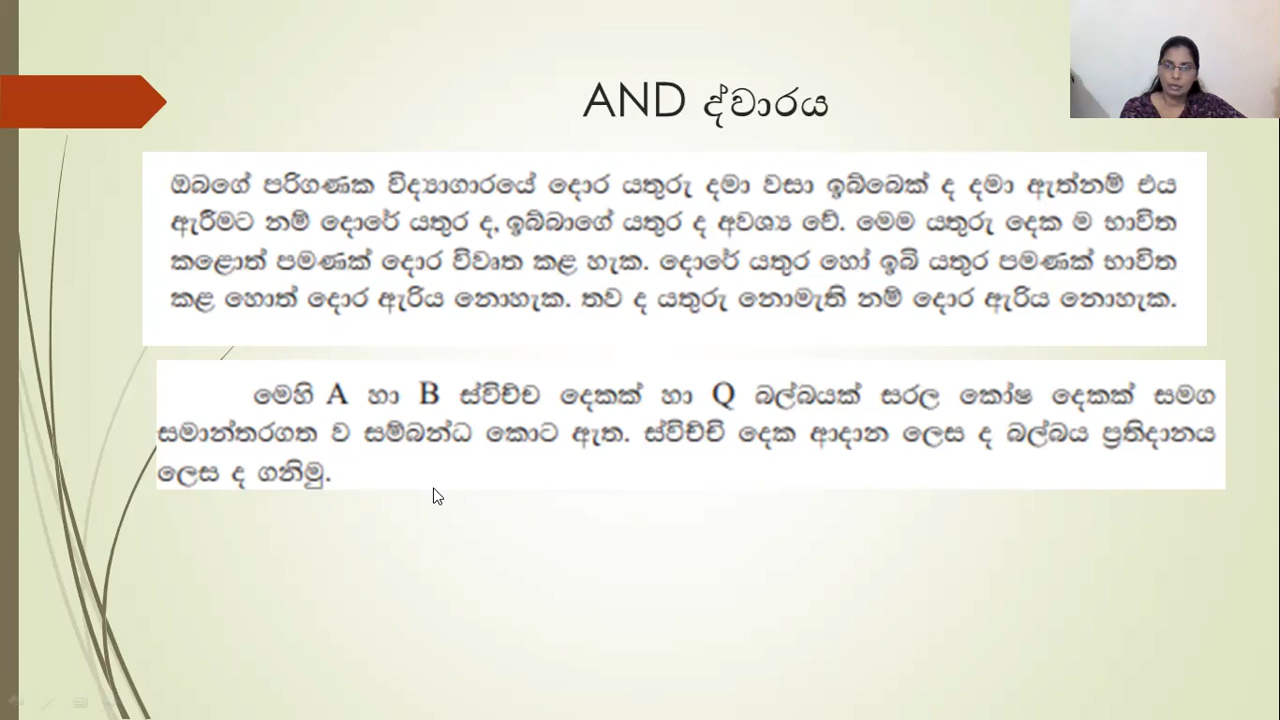 AND ද්වාරය
ඔබගේ පරිගණක විද්‍යාගාරයේ දොර යතුරු දමා වසා ඉබ්බෙක් ද දමා ඇත්නම් එය
ඇරීමට නම් දොරේ යතුර ද, ඉබ්බාගේ යතුර ද අවශ්‍ය වේ. මෙම යතුරු දෙක ම භාවිත
කළොත් පමණක් දොර විවෘත කළ හැක. දොරේ යතුර හෝ ඉබි යතුර පමණක් භාවිත
කළ හොත් දොර ඇරිය නොහැක. තව ද යතුරු නොමැති නම් දොර ඇරිය නොහැක.
මෙහි A හා B ස්විච්ච දෙකක් හා Q බල්බයක් සරල කෝෂ දෙකක් සමග
සමාන්තරගත ව සම්බන්ධ කොට ඇත. ස්විච්චි දෙක ආදාන ලෙස ද බල්බය ප්‍රතිදානය
ලෙස ද ගනිමු.